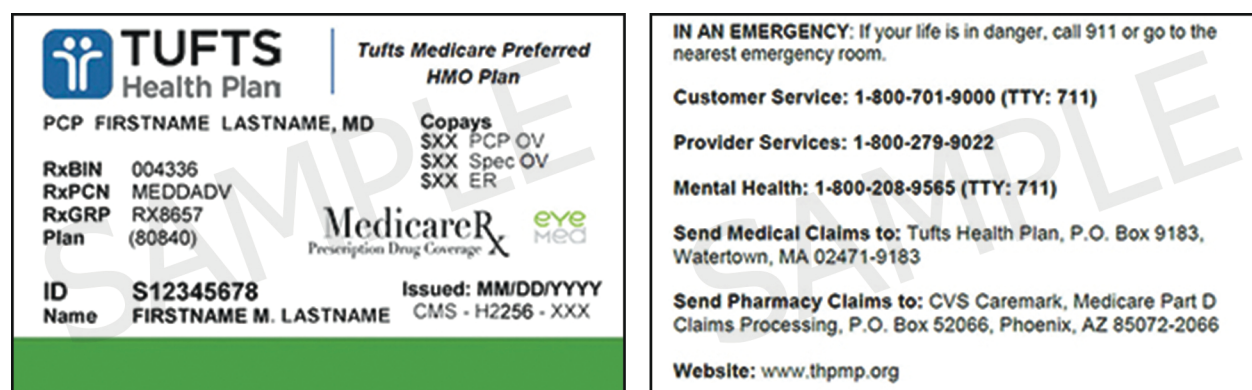 TUFTS
Health Plan
Tufts Medicare Preferred
HMO Plan
PCP FIRSTNAME LASTNAME, MD
Copays
$XX PCP OV
$XX Spec OV
$XX ER
RxBIN 004336
RxPCN MEDDADV
RxGRP RX8657
Plan (80840)
MedicareRx
Prescription Drug Coverage
eye
MED
ID S12345678
Name FIRSTNAME M. LASTNAME
Issued: MM/DD/YYYY
CMS - H2256 - XXX
SAMPLE
IN AN EMERGENCY: If your life is in danger, call 911 or go to the
nearest emergency room.
Customer Service: 1-800-701-9000 (TTY: 711)
Provider Services: 1-800-279-9022
Mental Health: 1-800-208-9565 (TTY: 711)
Send Medical Claims to: Tufts Health Plan, P.O. Box 9183,
Watertown, MA 02471-9183
Send Pharmacy Claims to: CVS Caremark, Medicare Part D
Claims Processing, P.O. Box 52066, Phoenix, AZ 85072-2066
Website: www.thpmp.org
SAMPLE